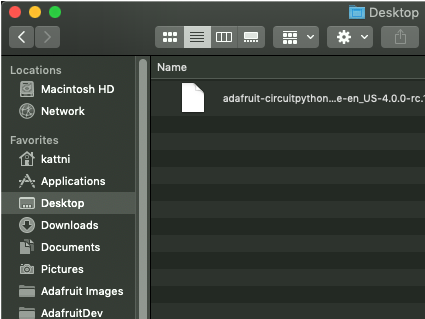 Desktop
Locations
Name
Macintosh HD
Network
adafruit-circuitpython...e-en_US-4.0.0-rc.
Favorites
kattni
Applications
Desktop
Downloads
Documents
Pictures
Adafruit Images
AdafruitDev